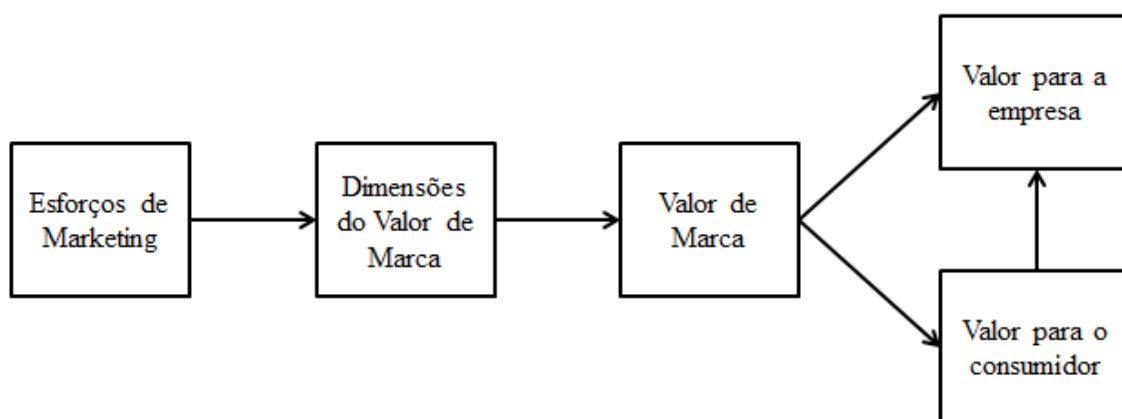 Esforços de
Marketing
Dimensões
do Valor de
Marca
Valor de
Marca
Valor para a
empresa
Valor para o
consumidor